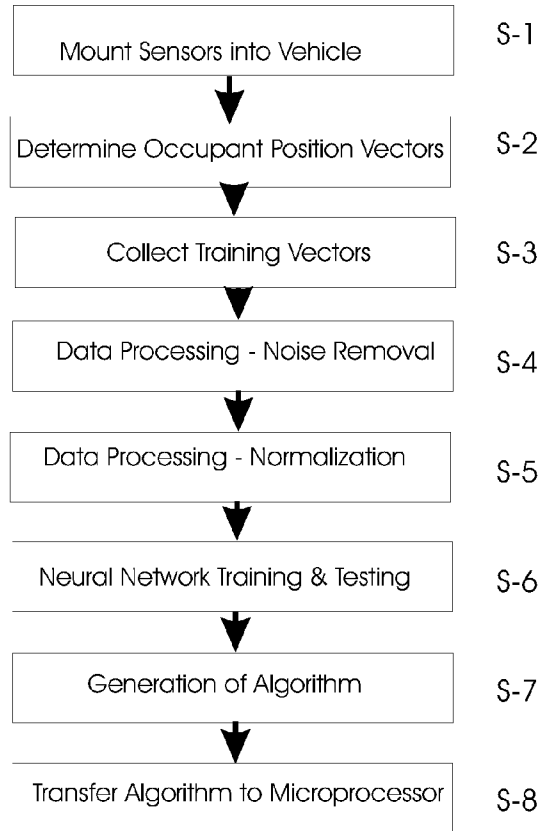 Mount Sensors into Vehicle S-1
Determine Occupant Position Vectors S-2
Collect Training Vectors S-3
Data Processing - Noise Removal S-4
Data Processing - Normalization S-5
Neural Network Training & Testing S-6
Generation of Algorithm S-7
Transfer Algorithm to Microprocessor S-8